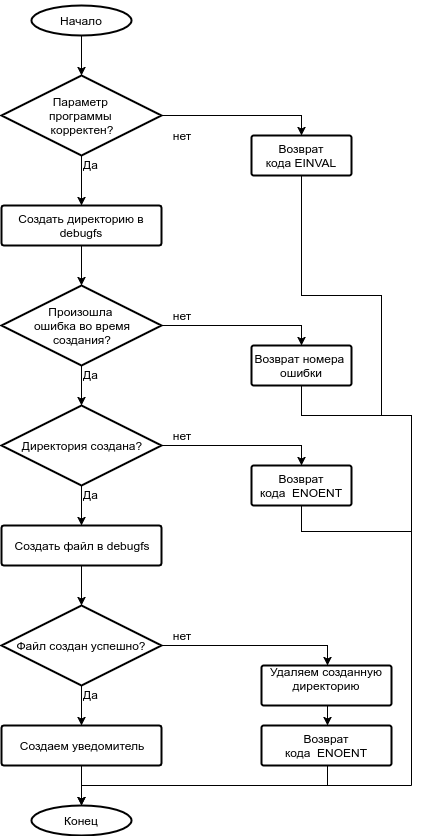 Начало
Параметр
программы
корректен?
нет
Возврат
кода EINVAL
Да
Создать директорию в
debugfs
Произошла
ошибка во время
создания?
нет
Возврат номера
ошибки
Да
Директория создана?
нет
Возврат
кода ENOENT
Да
Создать файл в debugfs
Файл создан успешно?
нет
Удаляем созданную
директорию
Да
Создаем уведомитель
Возврат
кода ENOENT
Конец